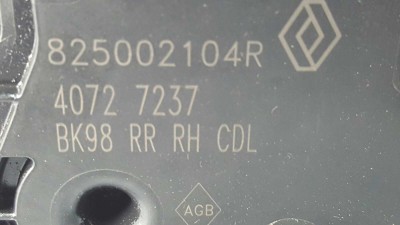 825002104R
4072 7237
BK98 RR RH CDL
AGB